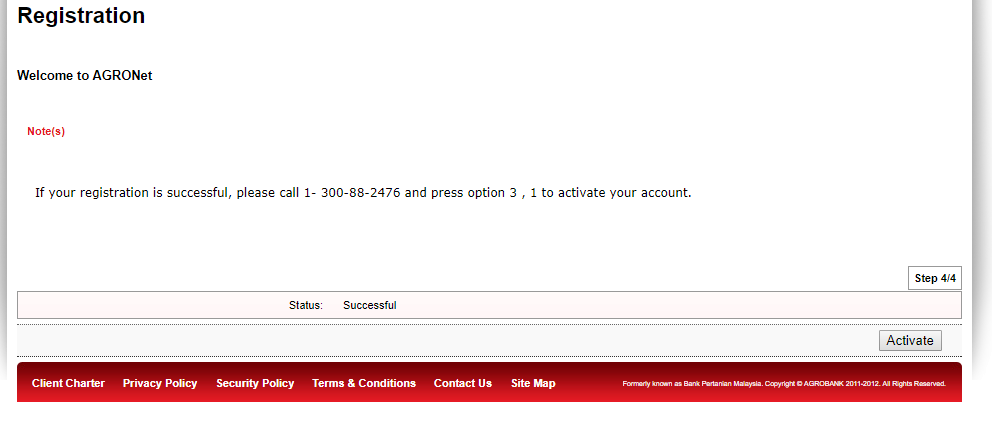 Registration
Welcome to AGRONet
Note(s)
If your registration is successful, please call 1- 300-88-2476 and press option 3 , 1 to activate your account.
Step 4/4
Status: Successful
Activate
Client Charter Privacy Policy Security Policy Terms & Conditions Contact Us Site Map Formerly known as Bank Pertanian Malaysia. Copyright © AGROBANK 2011-2012. All Rights Reserved.